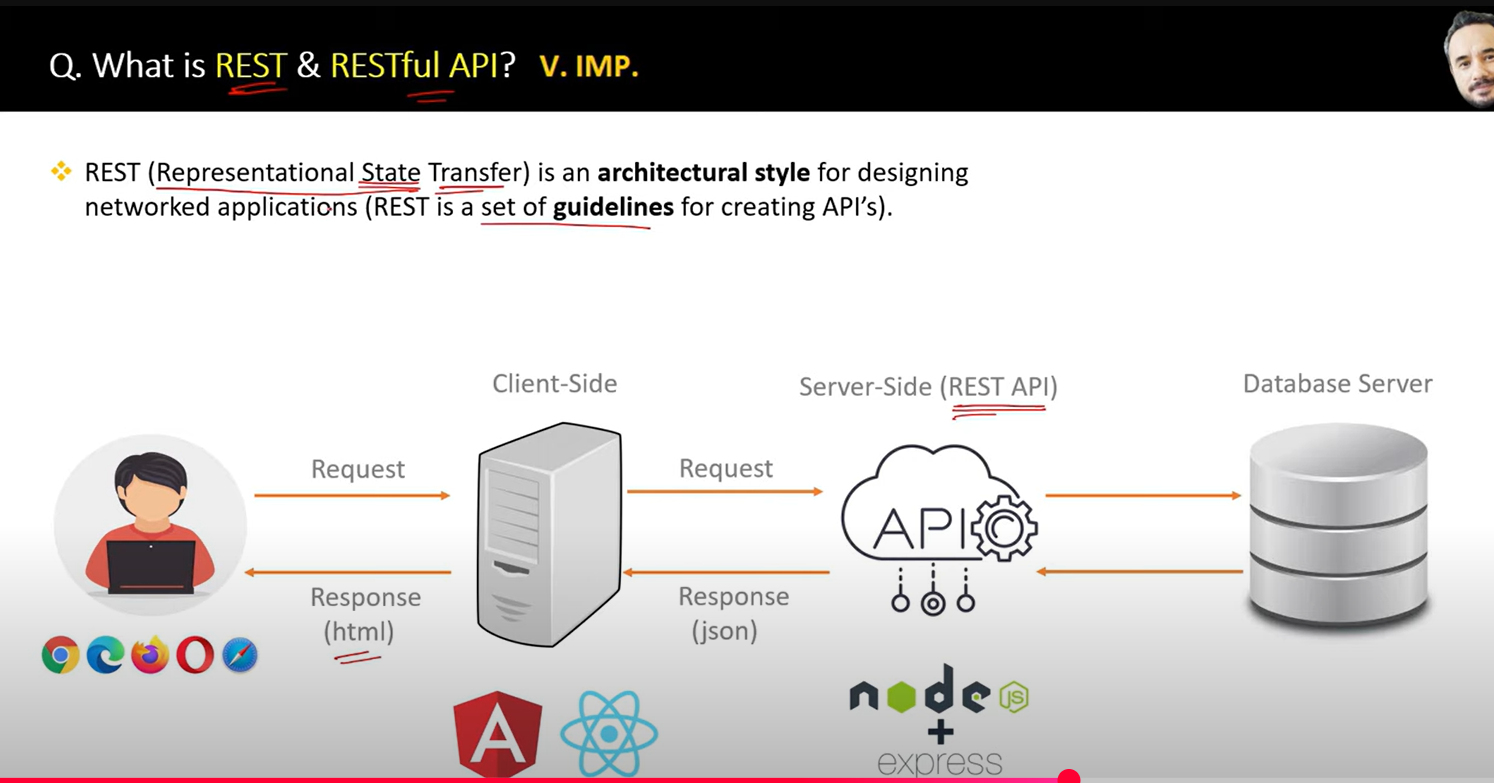 Q. What is REST & RESTful API? V. IMP.
REST (Representational State Transfer) is an architectural style for designing
networked applications (REST is a set of guidelines for creating API's).
Client-Side
Server-Side (REST API)
Database Server
Request
Request
API
Response
(html)
Response
(json)
A
node
JS
+
express